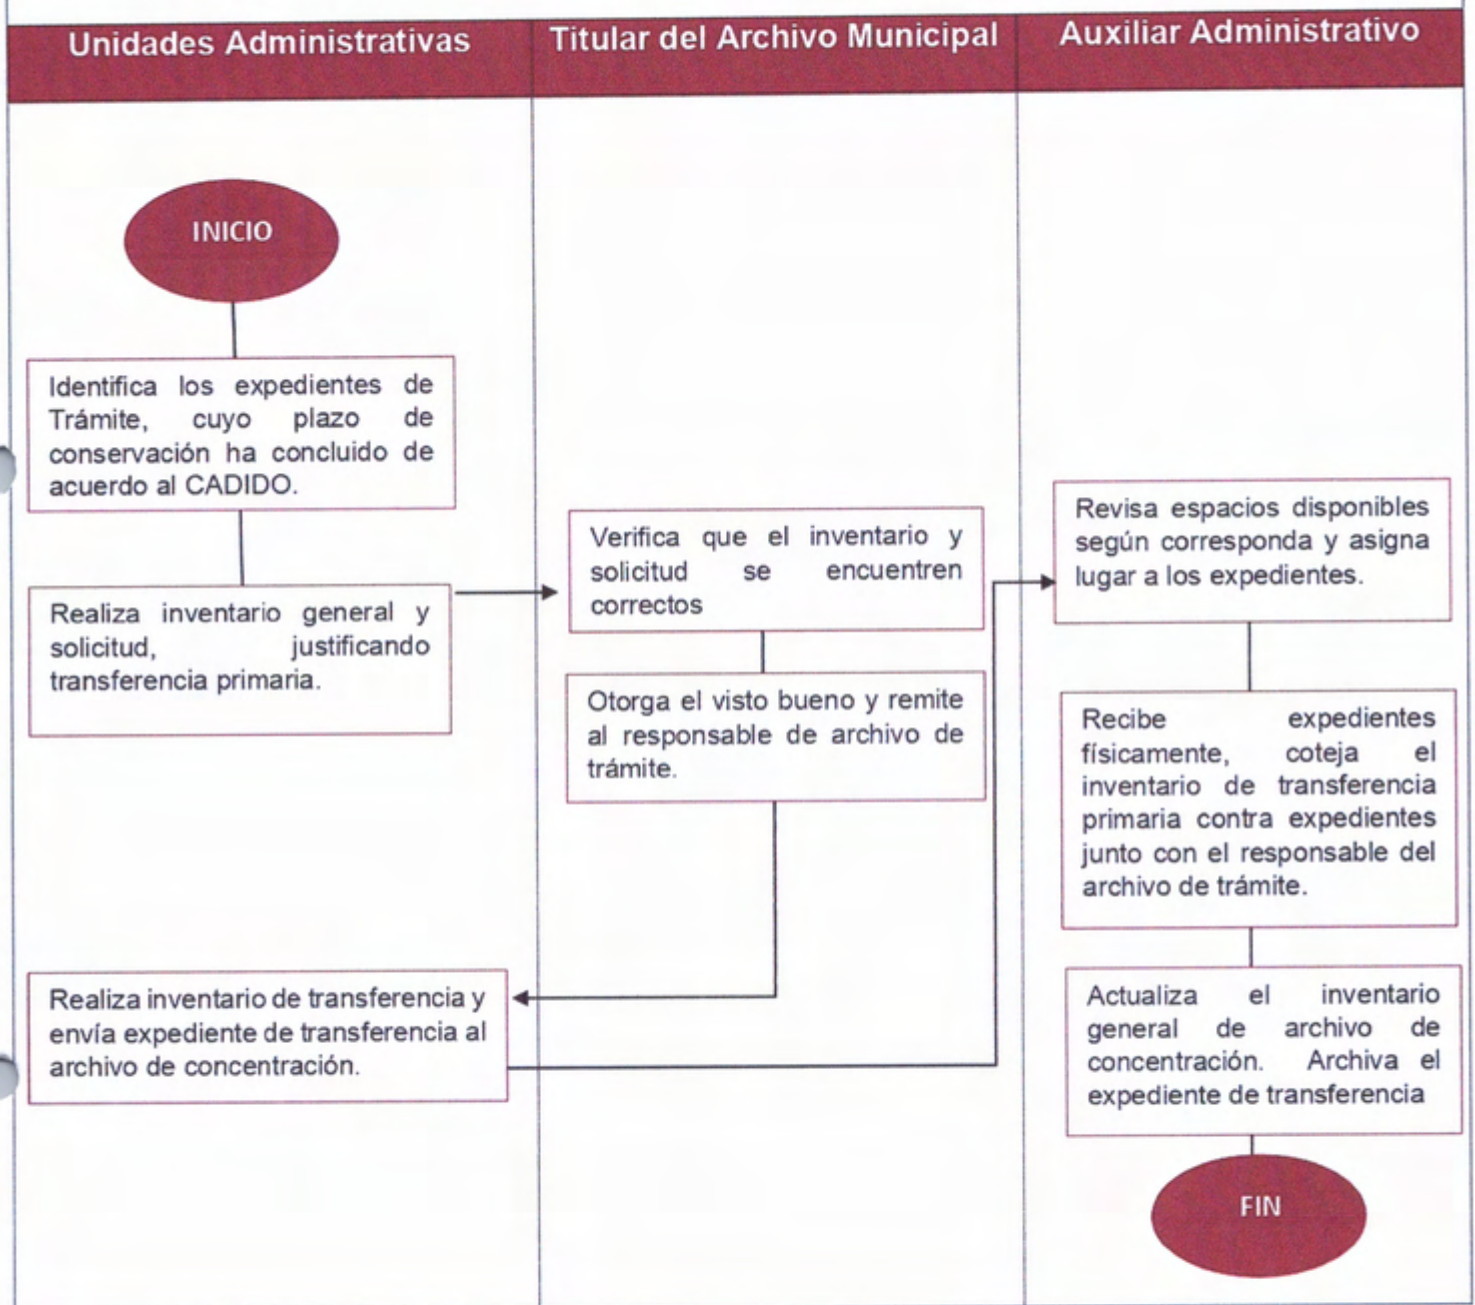 Unidades Administrativas
Titular del Archivo Municipal
Auxiliar Administrativo
INICIO
Identifica los expedientes de
Trámite, cuyo plazo de
conservación ha concluido de
acuerdo al CADIDO.
Realiza inventario general y
solicitud, justificando
transferencia primaria.
Verifica que el inventario y
solicitud se encuentren
correctos
Otorga el visto bueno y remite
al responsable de archivo de
trámite.
Realiza inventario de transferencia y
envía expediente de transferencia al
archivo de concentración.
Revisa espacios disponibles
según corresponda y asigna
lugar a los expedientes.
Recibe expedientes
físicamente, coteja el
inventario de transferencia
primaria contra expedientes
junto con el responsable del
archivo de trámite.
Actualiza el inventario
general de archivo de
concentración. Archiva el
expediente de transferencia
FIN